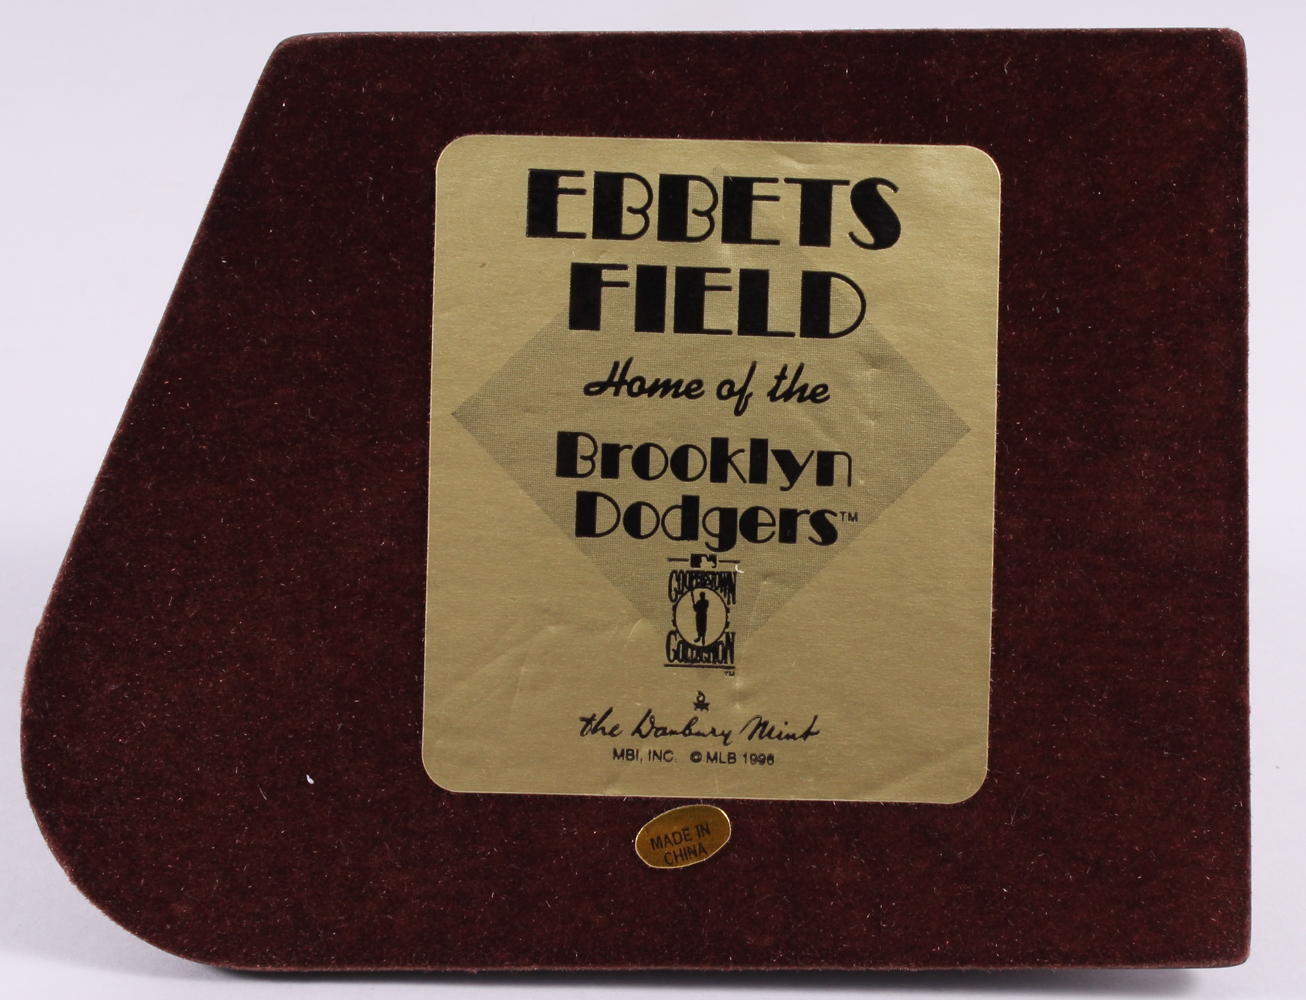 EBBETS
FIELD
Home of the
Brooklyn
Dodgers™
COOPERSTOWN
COLLECTION
TM
the Danbury Mint
MBI, INC. © MLB 1996
MADE IN
CHINA